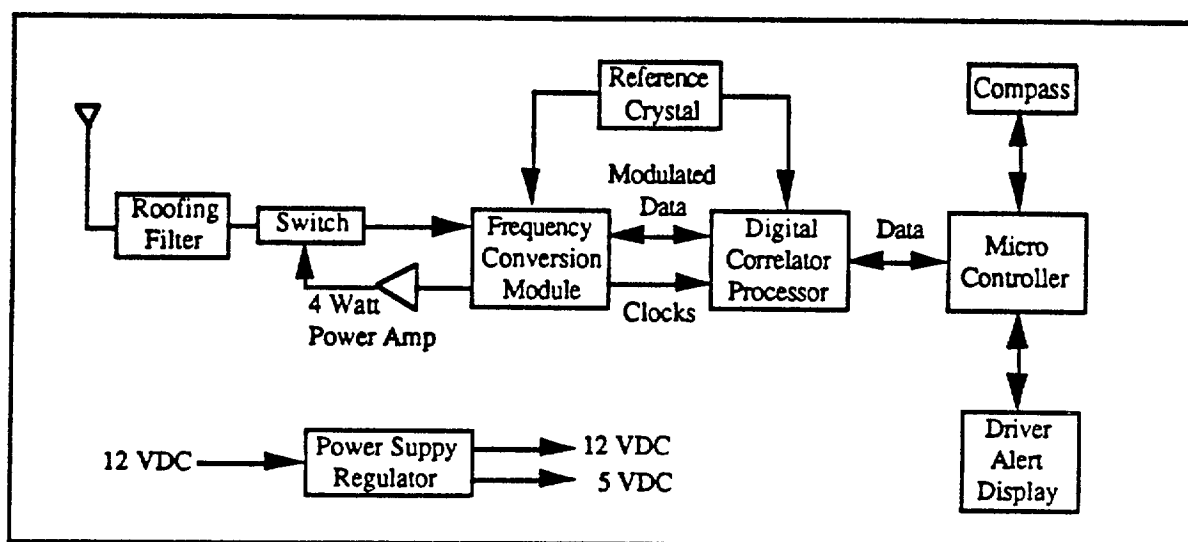 Reference
Crystal
Compass
Roofing
Filter
Switch
Frequency
Conversion
Module
Modulated
Data
Clocks
Digital
Correlator
Processor
Data
Micro
Controller
4 Watt
Power Amp
Driver
Alert
Display
12 VDC
Power Suppy
Regulator
12 VDC
5 VDC